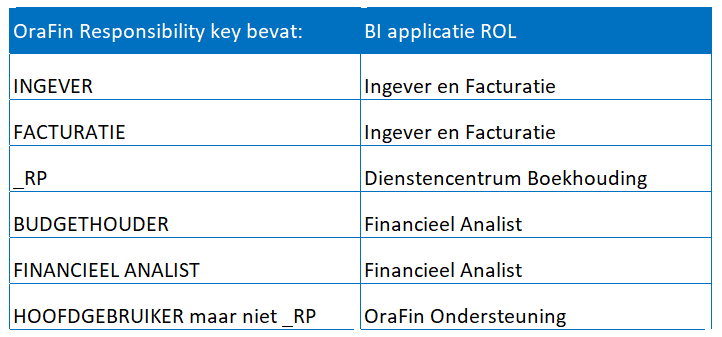 OraFin Responsibility key bevat: BI applicatie ROL
INGEVER Ingever en Facturatie
FACTURATIE Ingever en Facturatie
_RP Dienstencentrum Boekhouding
BUDGETHOUDER Financieel Analist
FINANCIEEL ANALIST Financieel Analist
HOOFDGEBRUIKER maar niet _RP OraFin Ondersteuning